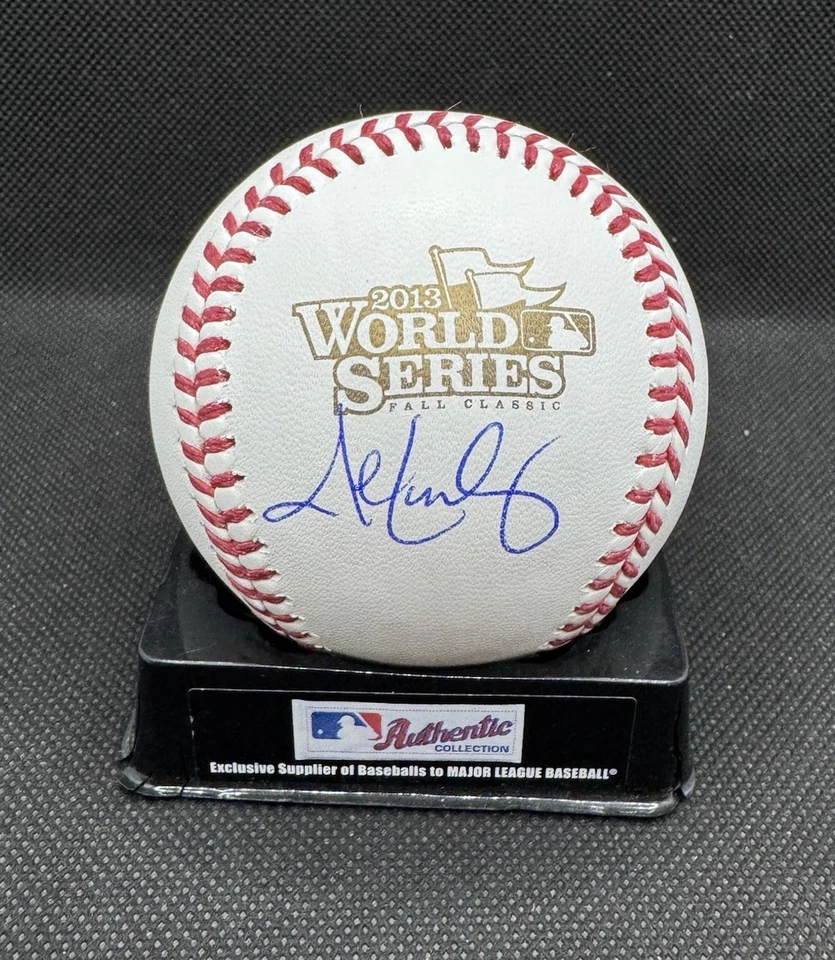 2013
WORLD
SERIES
FALL CLASSIC
Authentic
COLLECTION
Exclusive Supplier of Baseballs to MAJOR LEAGUE BASEBALL®